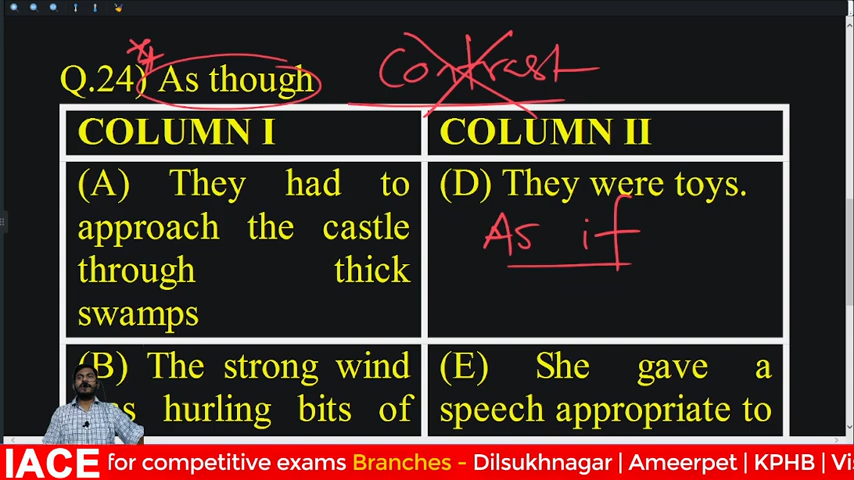 Q.24) As though Contrast
COLUMN I
COLUMN II
(A) They had to
approach the castle
through thick
swamps
(D) They were toys.
As if
(B) The strong wind
hurling bits of
(E) She gave a
speech appropriate to
IACE for competitive exams Branches - Dilsukhnagar | Ameerpet | KPHB |